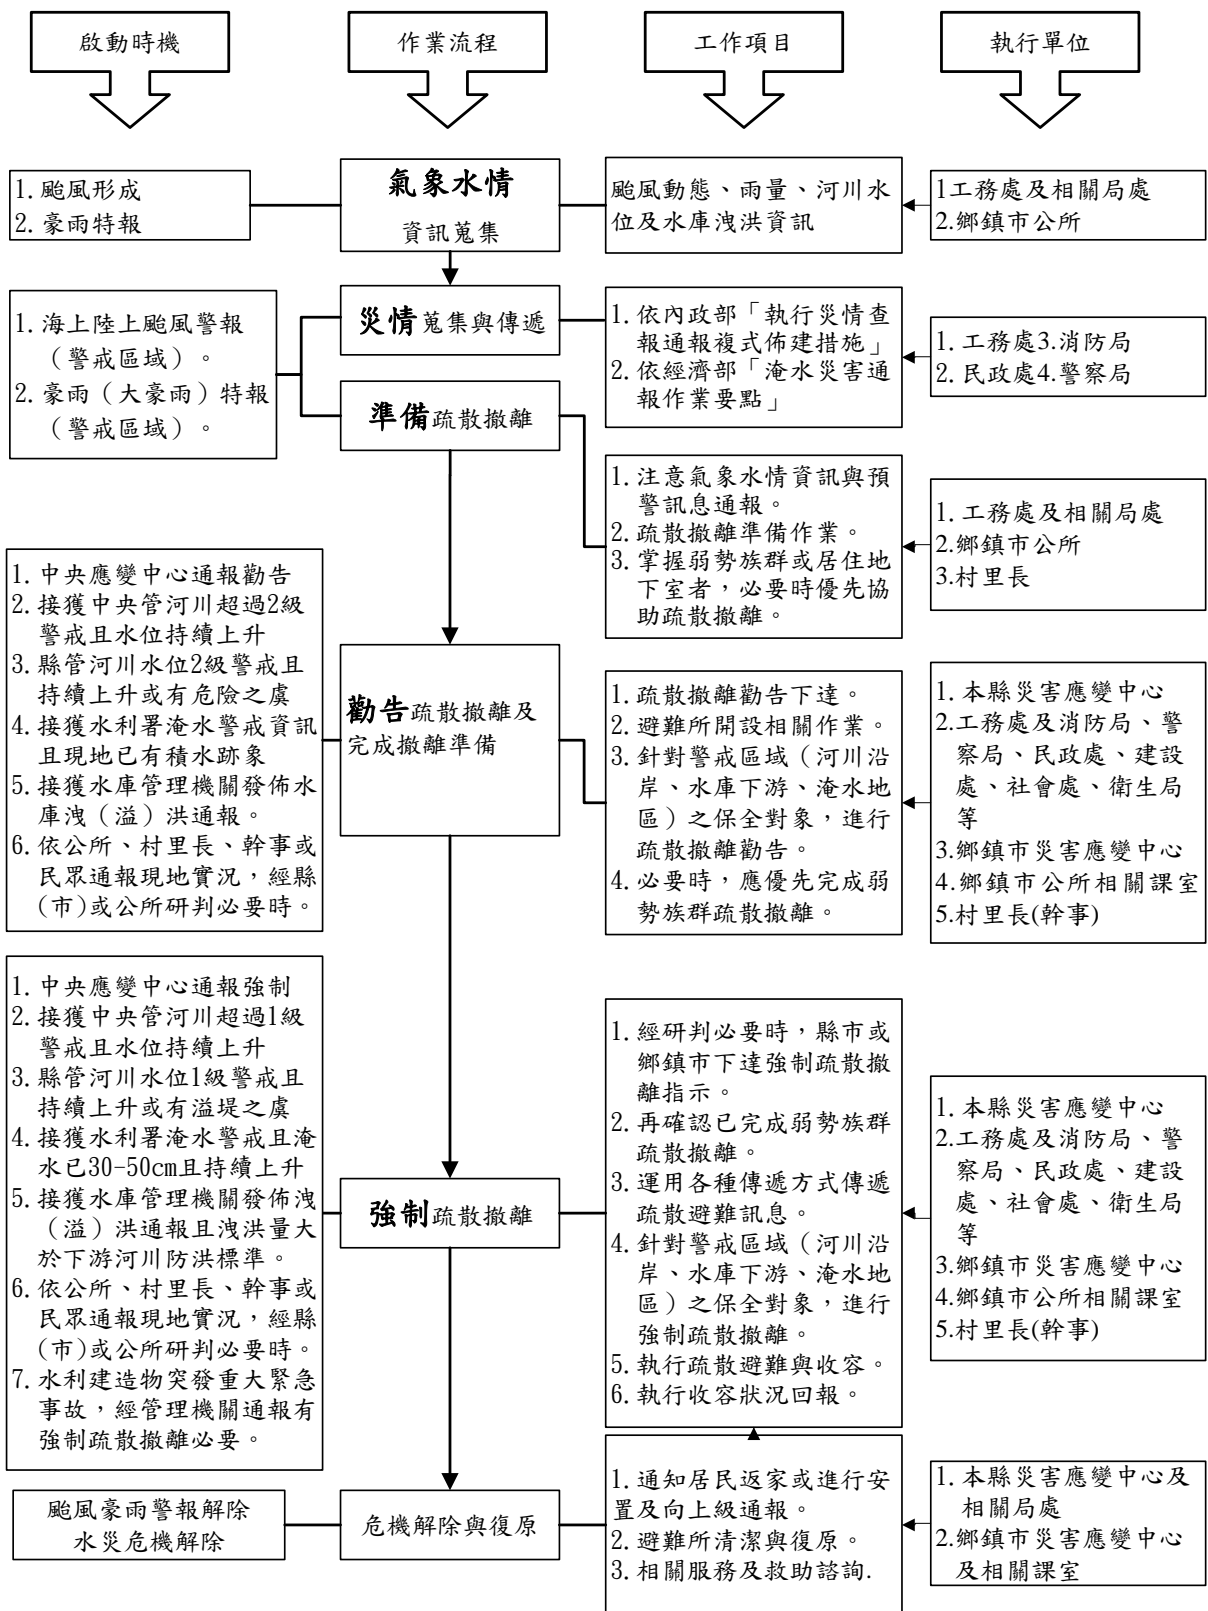 啟動時機
作業流程
工作項目
執行單位
1. 颱風形成
2. 豪雨特報
氣象水情
資訊蒐集
颱風動態、雨量、河川水
位及水庫洩洪資訊
1工務處及相關局處
2.鄉鎮市公所
1. 海上陸上颱風警報
（警戒區域）。
2. 豪雨（大豪雨）特報
（警戒區域）。
災情蒐集與傳遞
準備疏散撤離
1. 依內政部「執行災情查
報通報複式佈建措施」
2. 依經濟部「淹水災害通
報作業要點」
1. 工務處3.消防局
2. 民政處4.警察局
1. 注意氣象水情資訊與預
警訊息通報。
2. 疏散撤離準備作業。
3. 掌握弱勢族群或居住地
下室者，必要時優先協
助疏散撤離。
1. 工務處及相關局處
2.鄉鎮市公所
3.村里長
1. 中央應變中心通報勸告
2. 接獲中央管河川超過2級
警戒且水位持續上升
3. 縣管河川水位2級警戒且
持續上升或有危險之虞
4. 接獲水利署淹水警戒資訊
且現地已有積水跡象
5. 接獲水庫管理機關發佈水
庫洩（溢）洪通報。
6. 依公所、村里長、幹事或
民眾通報現地實況，經縣
(市)或公所研判必要時。
勸告疏散撤離及
完成撤離準備
1. 疏散撤離勸告下達。
2. 避難所開設相關作業。
3. 針對警戒區域（河川沿
岸、水庫下游、淹水地
區）之保全對象，進行
疏散撤離勸告。
4. 必要時，應優先完成弱
勢族群疏散撤離。
1. 本縣災害應變中心
2.工務處及消防局、警
察局、民政處、建設
處、社會處、衛生局
等
3.鄉鎮市災害應變中心
4.鄉鎮市公所相關課室
5.村里長(幹事)
1. 中央應變中心通報強制
2. 接獲中央管河川超過1級
警戒且水位持續上升
3. 縣管河川水位1級警戒且
持續上升或有溢堤之虞
4. 接獲水利署淹水警戒且淹
水已30-50cm且持續上升
5. 接獲水庫管理機關發佈洩
（溢）洪通報且洩洪量大
於下游河川防洪標準。
6. 依公所、村里長、幹事或
民眾通報現地實況，經縣
(市)或公所研判必要時。
7. 水利建造物突發重大緊急
事故，經管理機關通報有
強制疏散撤離必要。
強制疏散撤離
1. 經研判必要時，縣市或
鄉鎮市下達強制疏散撤
離指示。
2. 再確認已完成弱勢族群
疏散撤離。
3. 運用各種傳遞方式傳遞
疏散避難訊息。
4. 針對警戒區域（河川沿
岸、水庫下游、淹水地
區）之保全對象，進行
強制疏散撤離。
5. 執行疏散避難與收容。
6. 執行收容狀況回報。
1. 本縣災害應變中心
2.工務處及消防局、警
察局、民政處、建設
處、社會處、衛生局
等
3.鄉鎮市災害應變中心
4.鄉鎮市公所相關課室
5.村里長(幹事)
颱風豪雨警報解除
水災危機解除
危機解除與復原
1. 通知居民返家或進行安
置及向上級通報。
2. 避難所清潔與復原。
3. 相關服務及救助諮詢.
1. 本縣災害應變中心及
相關局處
2.鄉鎮市災害應變中心
及相關課室